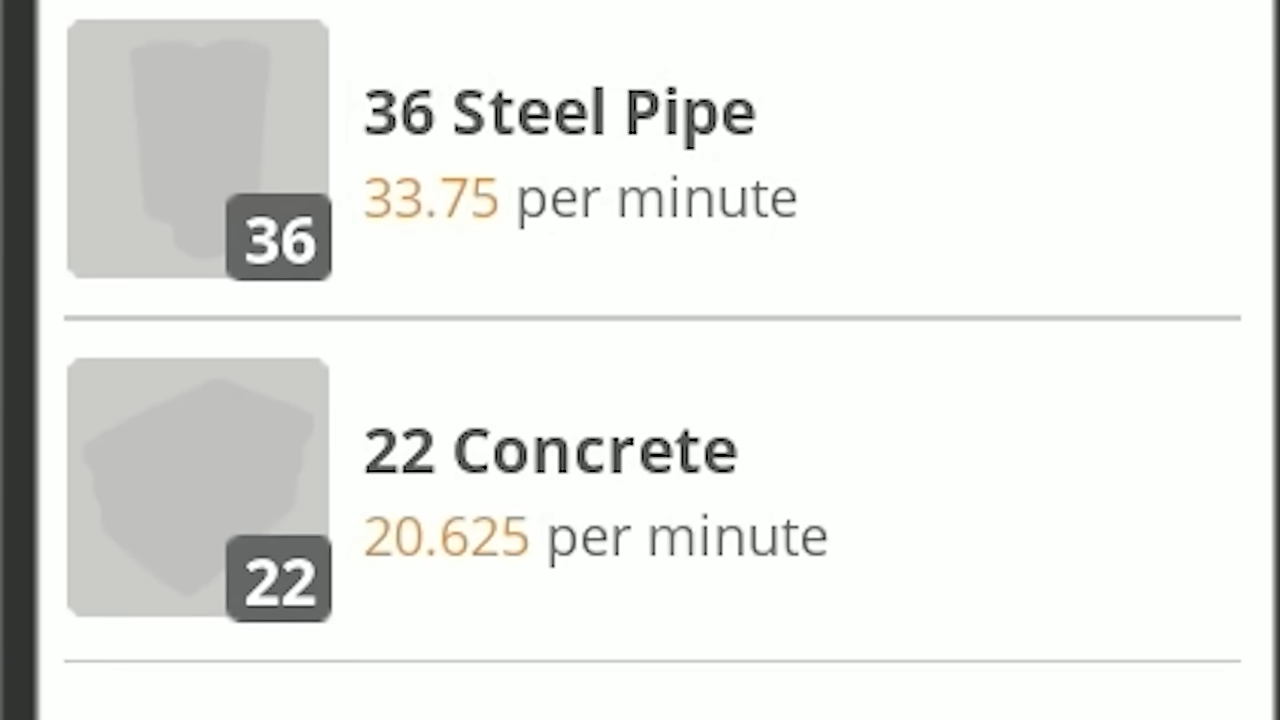 36 Steel Pipe
33.75 per minute
36
22 Concrete
20.625 per minute
22